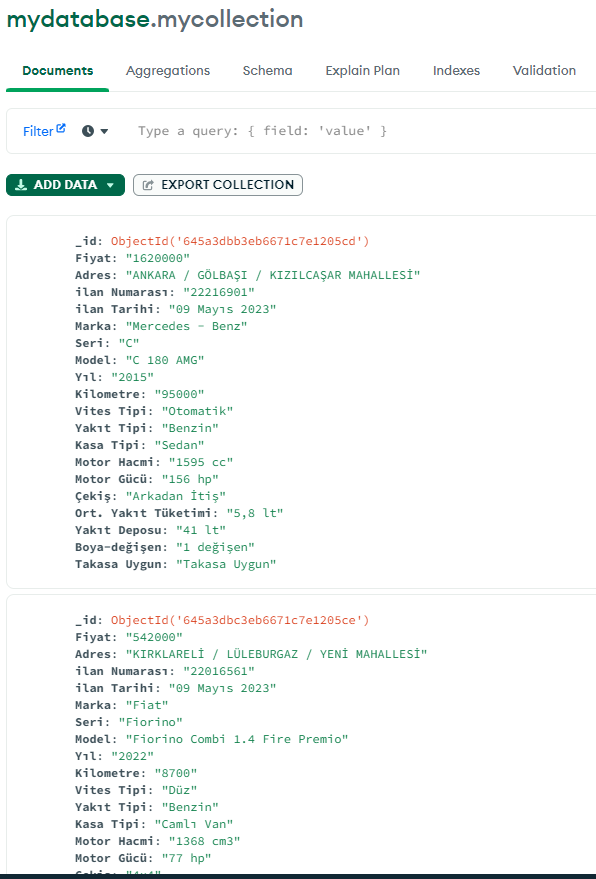 mydatabase.mycollection
Documents Aggregations Schema Explain Plan Indexes Validation
Filter Type a query: { field: 'value' }
ADD DATA EXPORT COLLECTION
_id: ObjectId('645a3dbb3eb6671c7e1205cd')
Fiyat: "1620000"
Adres: "ANKARA / GÖLBAŞI / KIZILCAŞAR MAHALLESİ"
ilan Numarası: "22216901"
ilan Tarihi: "09 Mayıs 2023"
Marka: "Mercedes - Benz"
Seri: "C"
Model: "C 180 AMG"
Yıl: "2015"
Kilometre: "95000"
Vites Tipi: "Otomatik"
Yakıt Tipi: "Benzin"
Kasa Tipi: "Sedan"
Motor Hacmi: "1595 cc"
Motor Gücü: "156 hp"
Çekiş: "Arkadan İtiş"
Ort. Yakıt Tüketimi: "5,8 lt"
Yakıt Deposu: "41 lt"
Boya-değişen: "1 değişen"
Takasa Uygun: "Takasa Uygun"
_id: ObjectId('645a3dbc3eb6671c7e1205ce')
Fiyat: "542000"
Adres: "KIRKLARELİ / LÜLEBURGAZ / YENİ MAHALLESİ"
ilan Numarası: "22016561"
ilan Tarihi: "09 Mayıs 2023"
Marka: "Fiat"
Seri: "Fiorino"
Model: "Fiorino Combi 1.4 Fire Premio"
Yıl: "2022"
Kilometre: "8700"
Vites Tipi: "Düz"
Yakıt Tipi: "Benzin"
Kasa Tipi: "Camlı Van"
Motor Hacmi: "1368 cm3"
Motor Gücü: "77 hp"